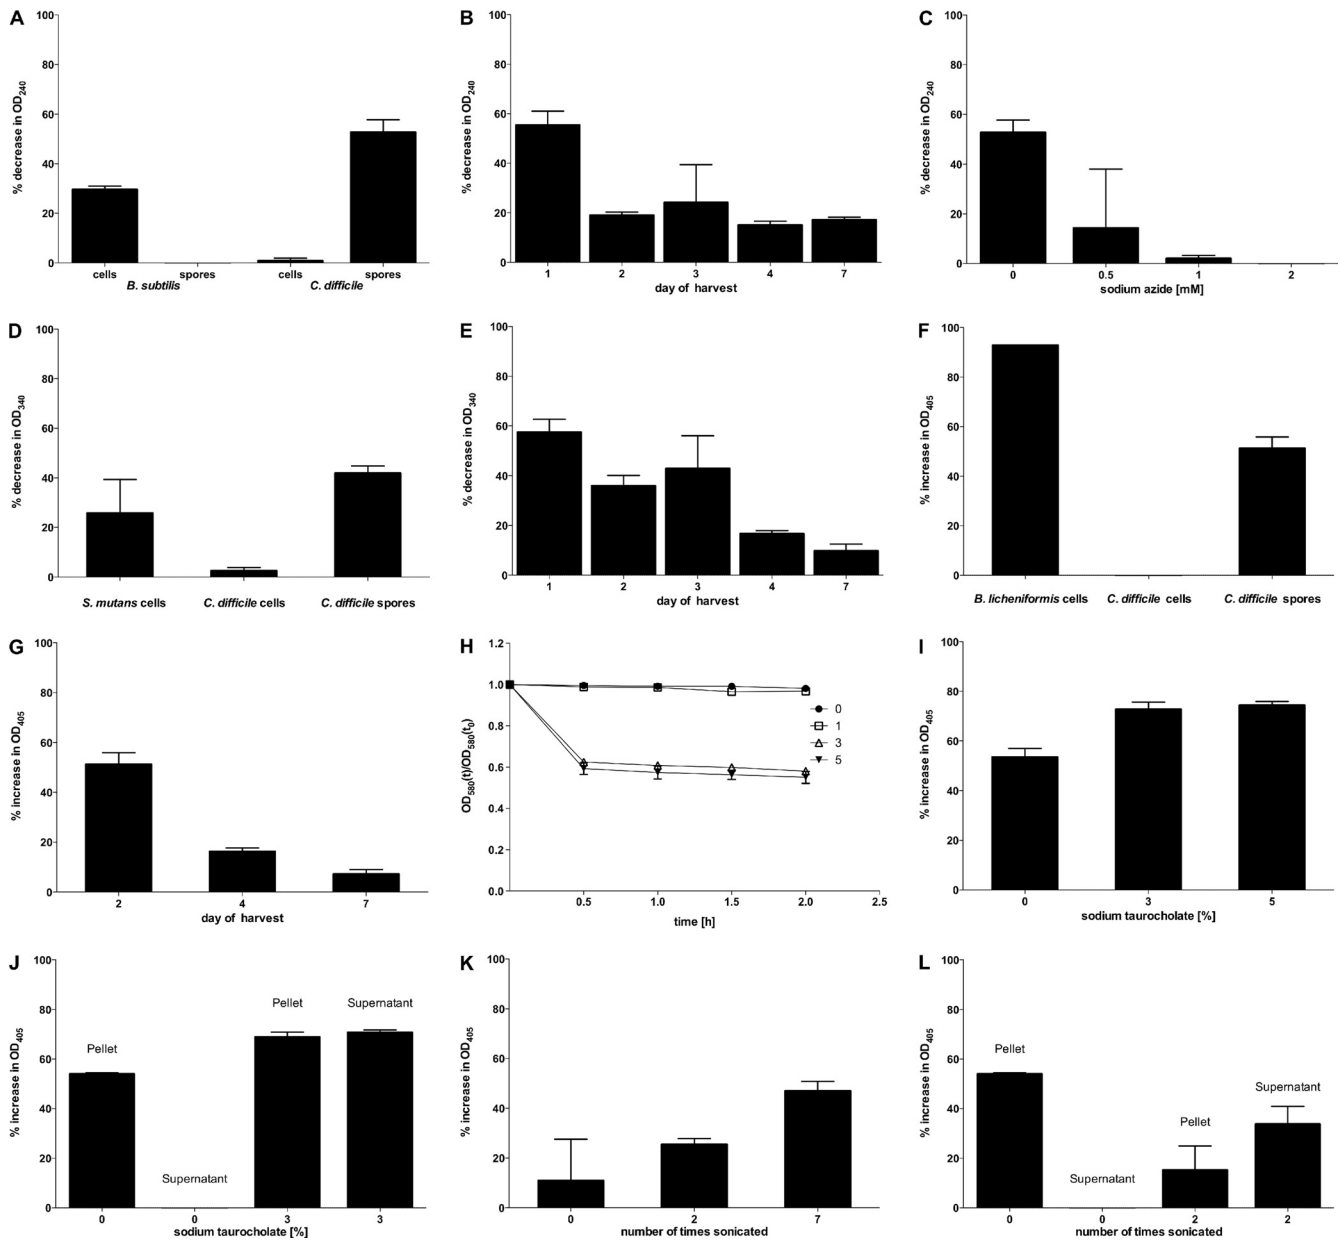 A
% decrease in OD240
100
80
60
40
20
0
cells spores cells spores
B. subtilis C. difficile
B
% decrease in OD240
100
80
60
40
20
0
1 2 3 4 7
day of harvest
C
% decrease in OD240
100
80
60
40
20
0
0 0.5 1 2
sodium azide [mM]
D
% decrease in OD340
100
80
60
40
20
0
S. mutans cells C. difficile cells C. difficile spores
E
% decrease in OD340
100
80
60
40
20
0
1 2 3 4 7
day of harvest
F
% increase in OD405
100
80
60
40
20
0
B. licheniformis cells C. difficile cells C. difficile spores
G
% increase in OD405
100
80
60
40
20
0
2 4 7
day of harvest
H
OD580(t)/OD580(t0)
1.2
1.0
0.8
0.6
0.4
0.2
0.0
0
1
3
5
0.5 1.0 1.5 2.0 2.5
time [h]
I
% increase in OD405
100
80
60
40
20
0
0 3 5
sodium taurocholate [%]
J
% increase in OD405
100
80
60
40
20
0
Pellet
Supernatant
Pellet
Supernatant
0 0 3 3
sodium taurocholate [%]
K
% increase in OD405
100
80
60
40
20
0
0 2 7
number of times sonicated
L
% increase in OD405
100
80
60
40
20
0
Pellet
Supernatant
Pellet
Supernatant
0 0 2 2
number of times sonicated